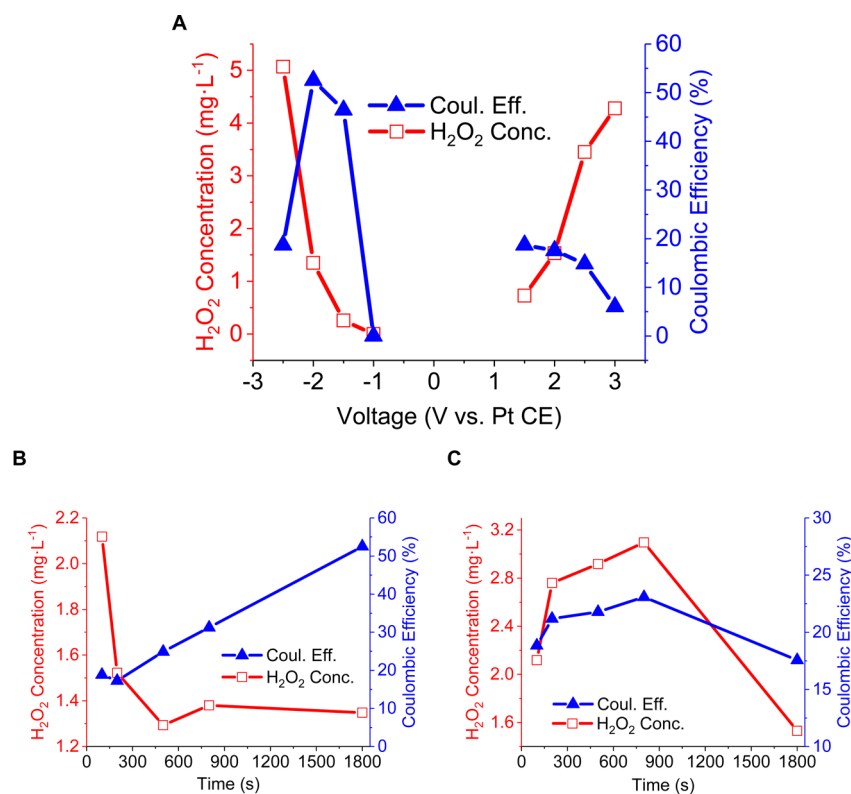 A
H₂O₂ Concentration (mg·L⁻¹)
5
4
3
2
1
0
Coul. Eff.
H₂O₂ Conc.
60
50
40
30
20
10
0
Coulombic Efficiency (%)
-3 -2 -1 0 1 2 3
Voltage (V vs. Pt CE)
B
H₂O₂ Concentration (mg·L⁻¹)
2.2
2.0
1.8
1.6
1.4
1.2
Coul. Eff.
H₂O₂ Conc.
60
50
40
30
20
10
0
Coulombic Efficiency (%)
0 300 600 900 1200 1500 1800
Time (s)
C
H₂O₂ Concentration (mg·L⁻¹)
3.2
2.8
2.4
2.0
1.6
Coul. Eff.
H₂O₂ Conc.
30
25
23
20
18
15
13
10
Coulombic Efficiency (%)
0 300 600 900 1200 1500 1800
Time (s)